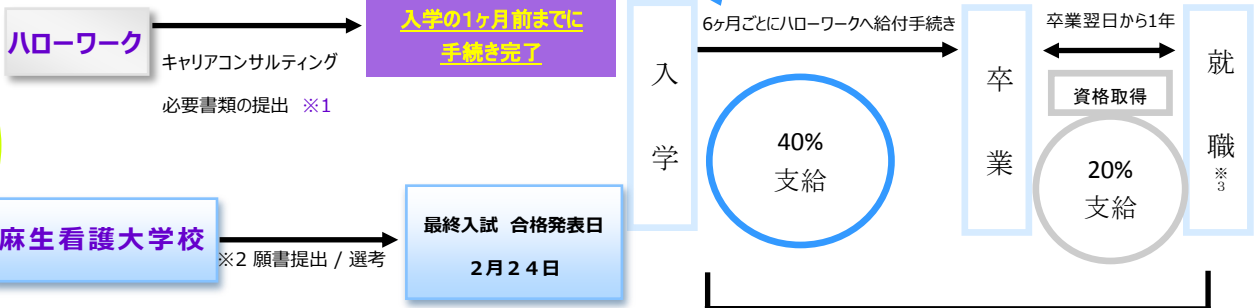 ハローワーク
キャリアコンサルティング
必要書類の提出 ※1
入学の1ヶ月前までに
手続き完了
麻生看護大学校
※2 願書提出 / 選考
最終入試 合格発表日
2月24日
入学
6ヶ月ごとにハローワークへ給付手続き
40%
支給
卒業
卒業翌日から1年
資格取得
20%
支給
就職※3